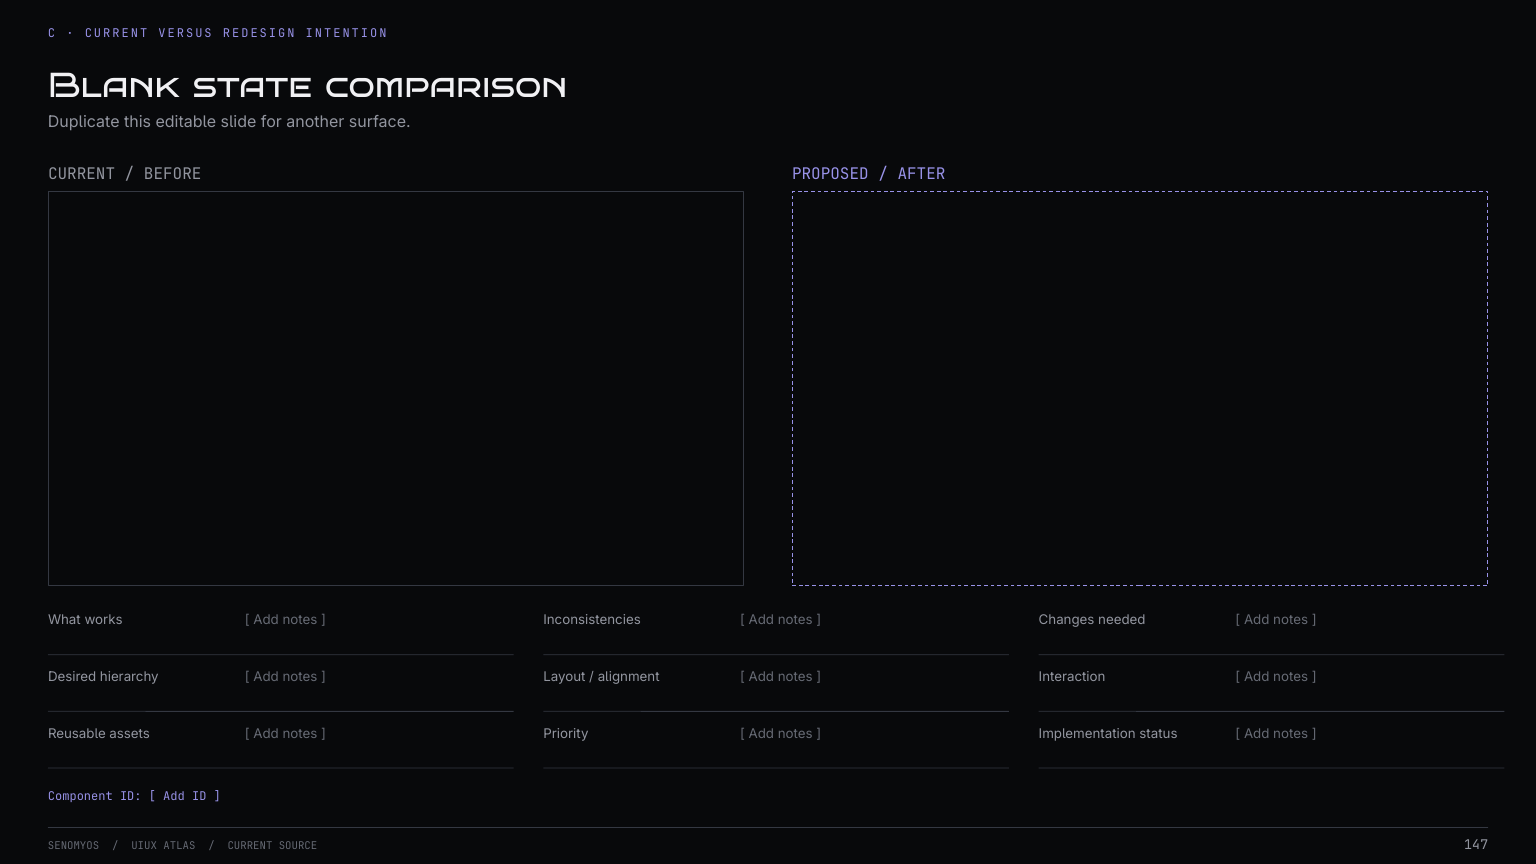 C · CURRENT VERSUS REDESIGN INTENTION
Blank state comparison
Duplicate this editable slide for another surface.
CURRENT / BEFORE
PROPOSED / AFTER
What works [ Add notes ] Inconsistencies [ Add notes ] Changes needed [ Add notes ]
Desired hierarchy [ Add notes ] Layout / alignment [ Add notes ] Interaction [ Add notes ]
Reusable assets [ Add notes ] Priority [ Add notes ] Implementation status [ Add notes ]
Component ID: [ Add ID ]
SENOMYOS / UIUX ATLAS / CURRENT SOURCE
147